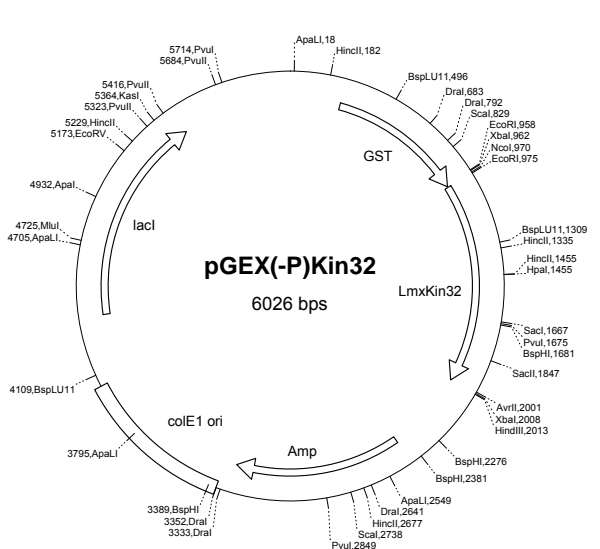 ApaLI,18
HincII,182
BspLU11,496
DraI,683
DraI,792
ScaI,829
EcoRI,958
XbaI,962
NcoI,970
EcoRI,975
BspLU11,1309
HincII,1335
HincII,1455
HpaI,1455
SacI,1667
PvuI,1675
BspHI,1681
SacII,1847
AvrII,2001
XbaI,2008
HindIII,2013
BspHI,2276
BspHI,2381
ApaLI,2549
DraI,2641
HincII,2677
ScaI,2738
PvuI,2849
3333,DraI
3352,DraI
3389,BspHI
3795,ApaLI
4109,BspLU11
4705,ApaLI
4725,MluI
4932,ApaI
5173,EcoRV
5229,HincII
5323,PvuII
5364,KasI
5416,PvuII
5684,PvuII
5714,PvuI
GST
lacI
pGEX(-P)Kin32
6026 bps
LmxKin32
colE1 ori
Amp